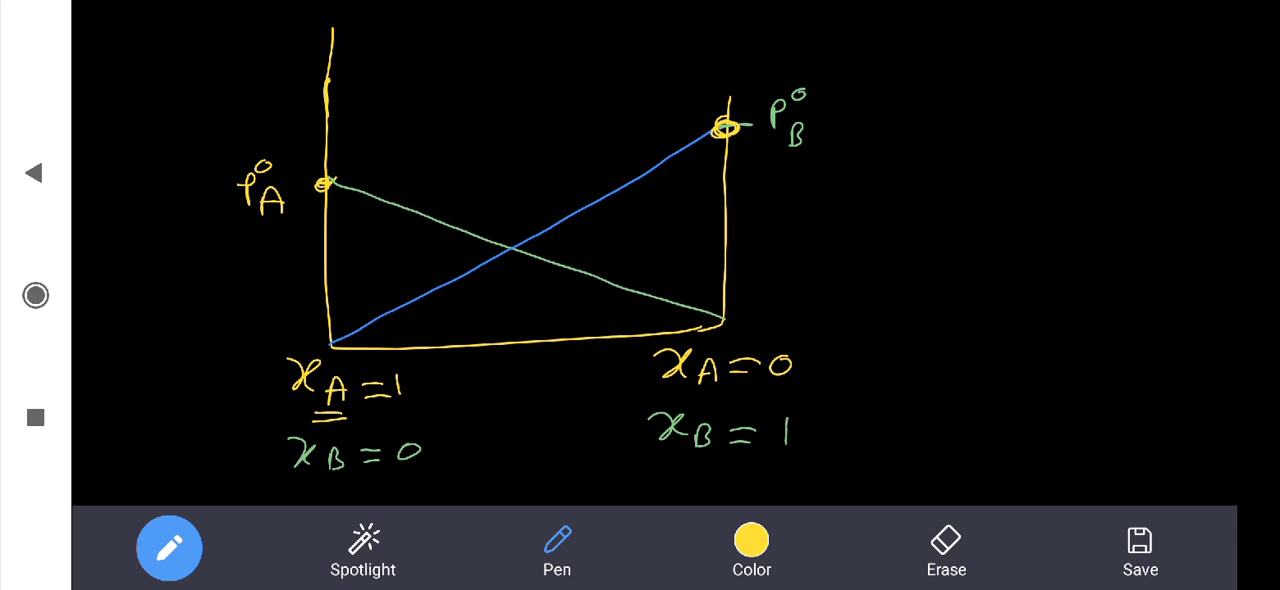 P°B
P°A
xA=1
xA=0
xB=0
xB=1
Spotlight
Pen
Color
Erase
Save